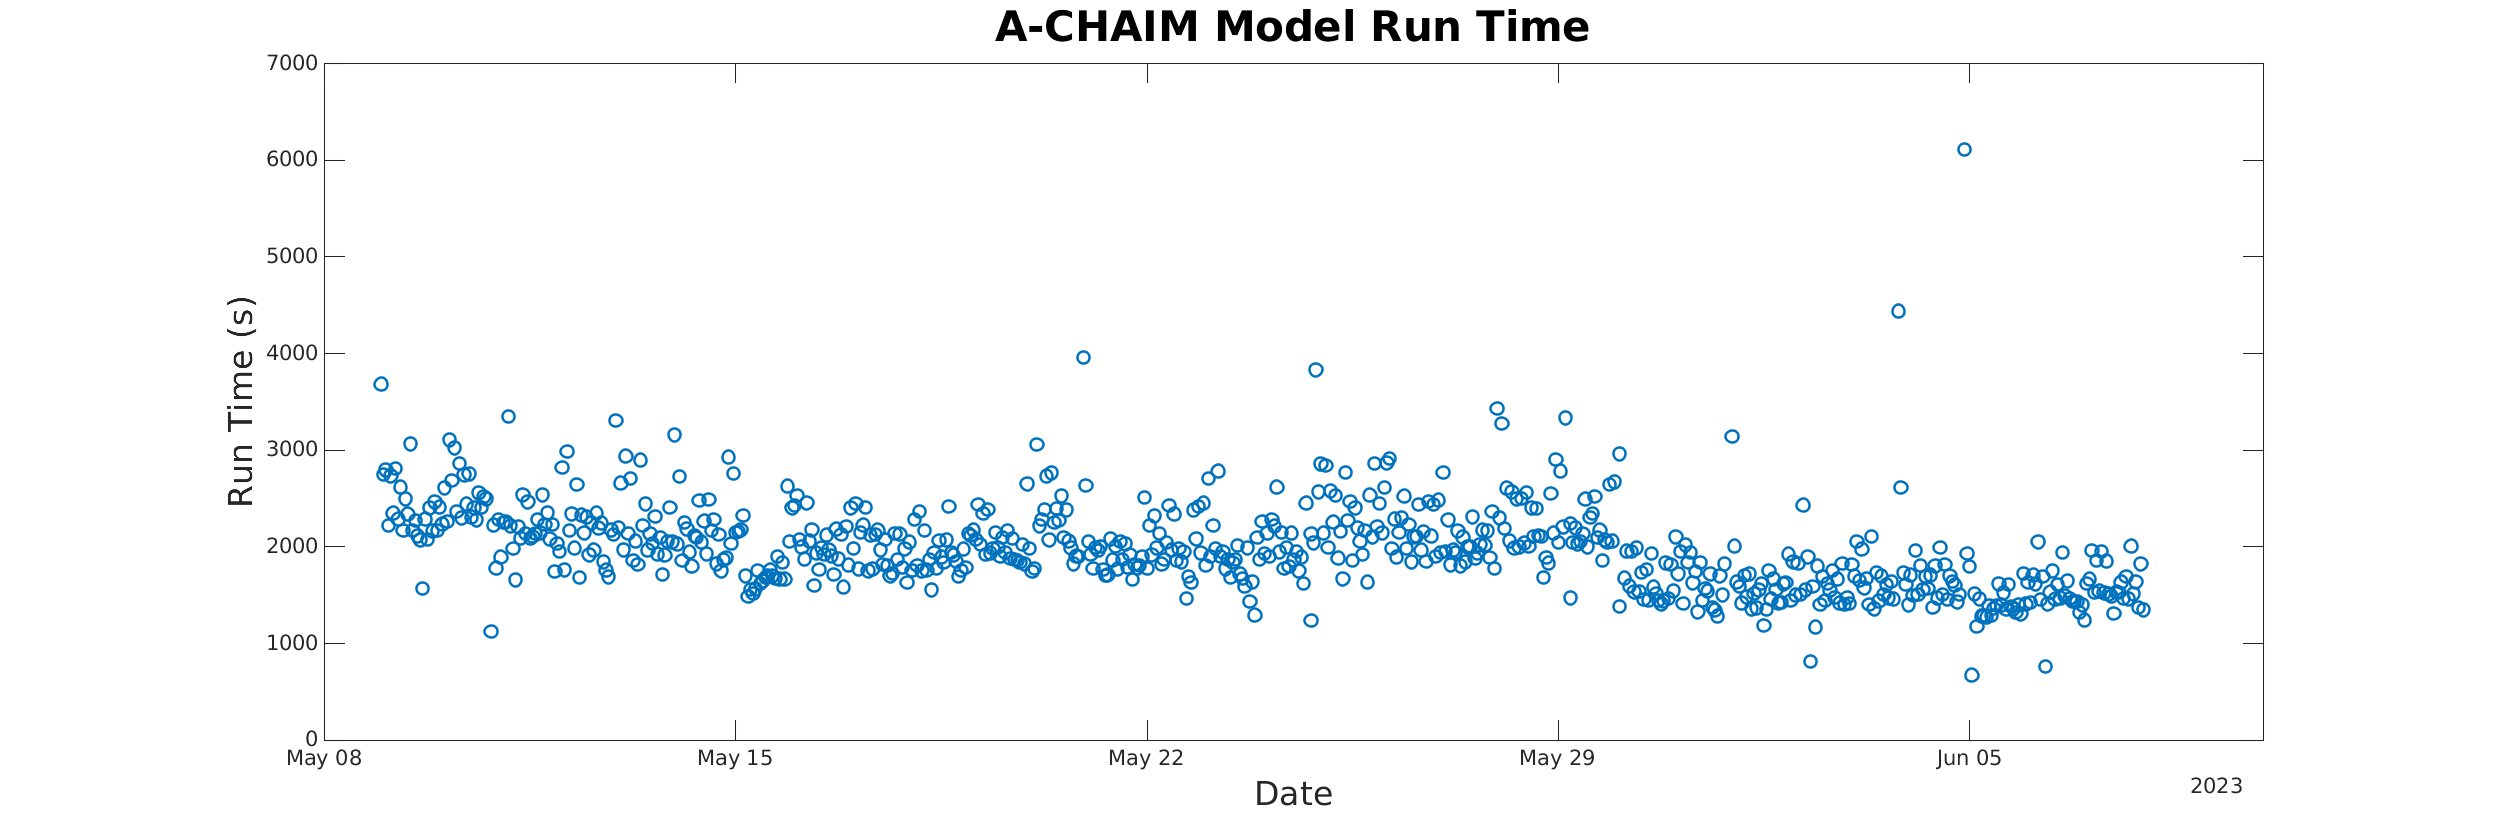 A-CHAIM Model Run Time
7000
6000
5000
4000
3000
2000
1000
0
Run Time (s)
May 08
May 15
May 22
May 29
Jun 05
2023
Date